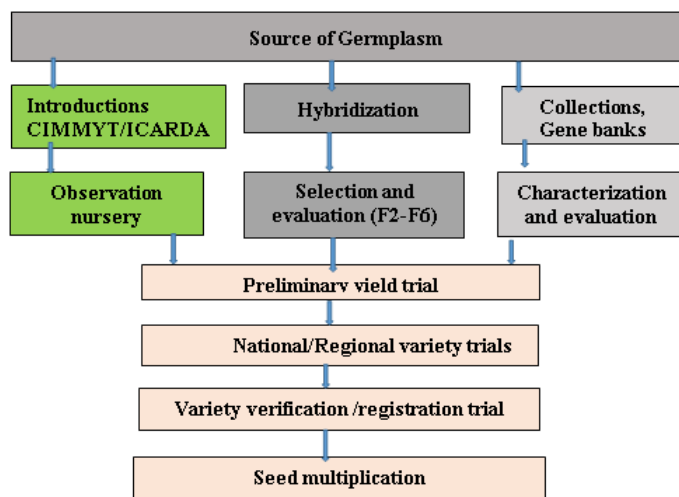 Source of Germplasm
Introductions
CIMMYT/ICARDA
Hybridization
Collections,
Gene banks
Observation
nursery
Selection and
evaluation (F2-F6)
Characterization
and evaluation
Preliminary yield trial
National/Regional variety trials
Variety verification /registration trial
Seed multiplication